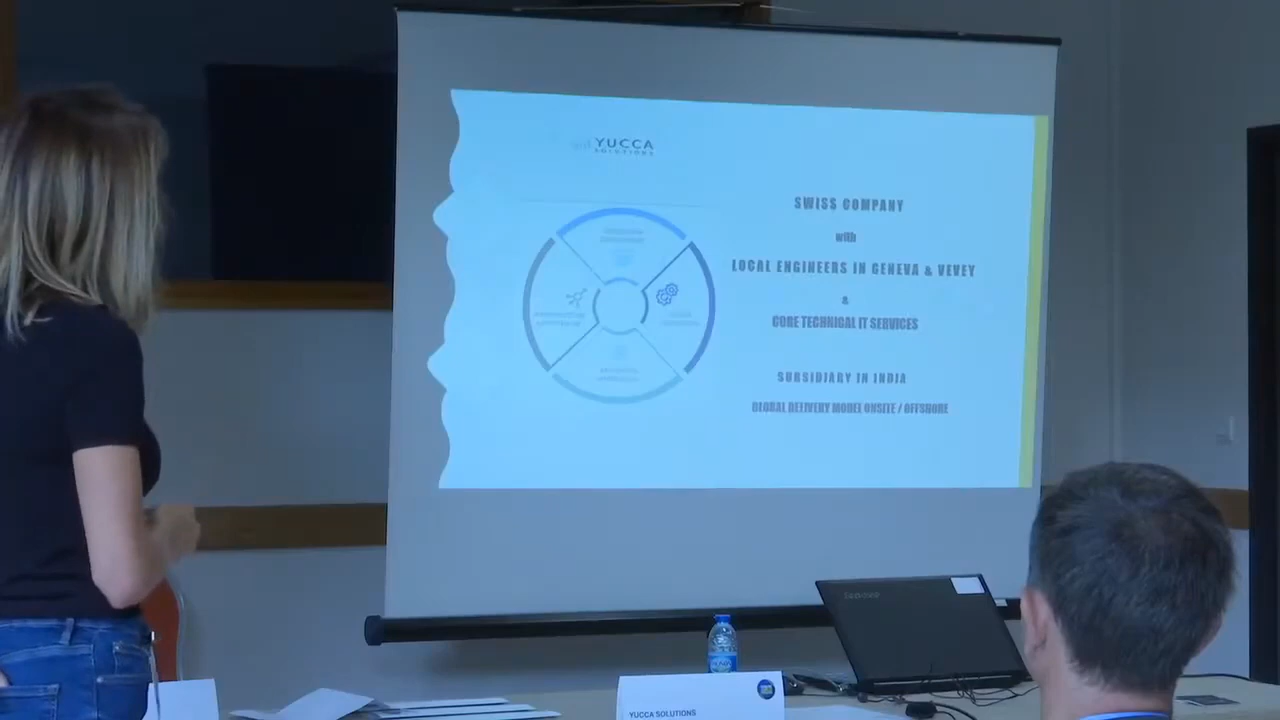 YUCCA
SOLUTIONS
SWISS COMPANY
with
LOCAL ENGINEERS IN GENEVA & VEVEY
&
CORE TECHNICAL IT SERVICES
SUBSIDIARY IN INDIA
GLOBAL DELIVERY MODEL ONSITE / OFFSHORE
YUCCA SOLUTIONS